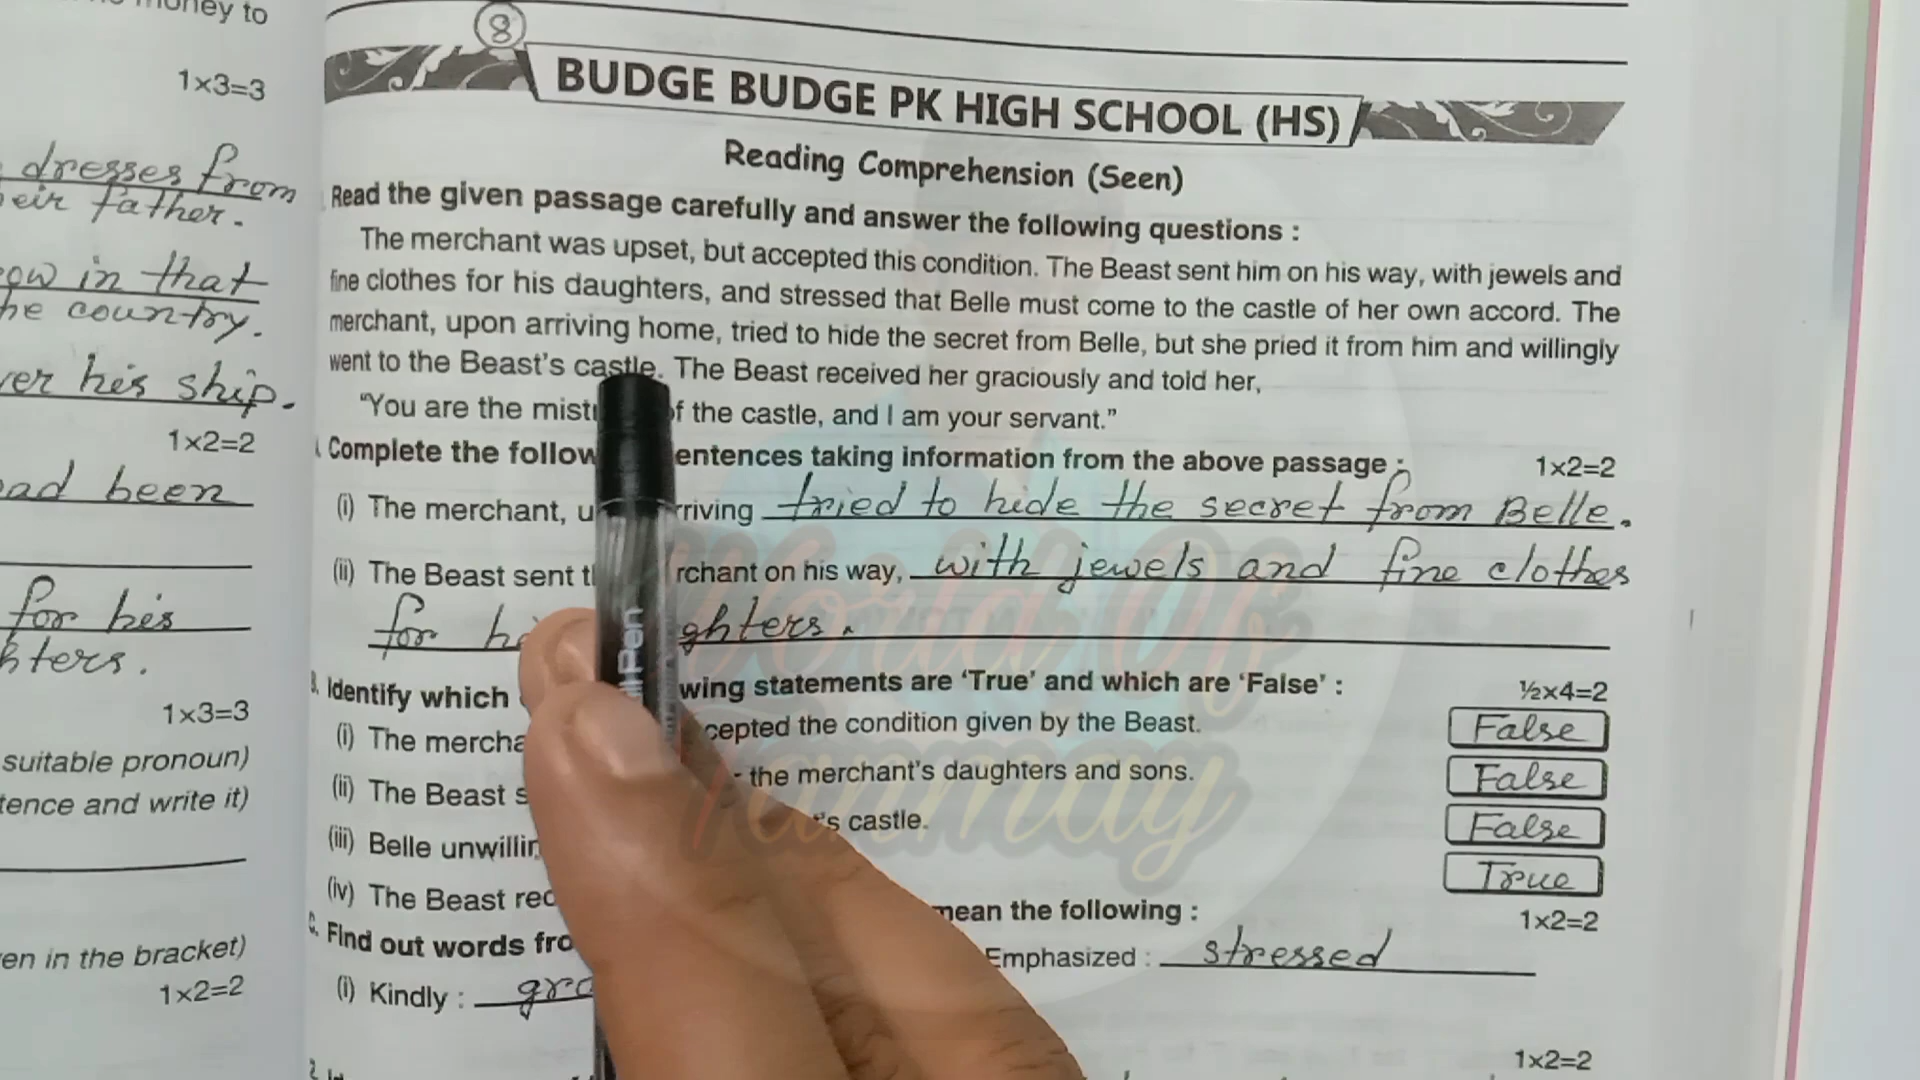 money to
1×3=3
dresses from
their father.
ow in that
he country.
ver his ship.
1×2=2
ad been
for his
hters.
1×3=3
suitable pronoun)
tence and write it)
en in the bracket)
1×2=2
8
BUDGE BUDGE PK HIGH SCHOOL (HS)
Reading Comprehension (Seen)
Read the given passage carefully and answer the following questions :
The merchant was upset, but accepted this condition. The Beast sent him on his way, with jewels and
fine clothes for his daughters, and stressed that Belle must come to the castle of her own accord. The
merchant, upon arriving home, tried to hide the secret from Belle, but she pried it from him and willingly
went to the Beast's castle. The Beast received her graciously and told her,
"You are the mist f the castle, and I am your servant."
Complete the follow entences taking information from the above passage : 1×2=2
(i) The merchant, u rriving tried to hide the secret from Belle.
(ii) The Beast sent t rchant on his way, with jewels and fine clothes
for hi ghters.
B. Identify which wing statements are 'True' and which are 'False' : ½×4=2
(i) The mercha cepted the condition given by the Beast. False
(ii) The Beast s the merchant's daughters and sons. False
(iii) Belle unwillin 's castle. False
(iv) The Beast rec True
C. Find out words fro mean the following : 1×2=2
(i) Kindly : gra Emphasized : stressed
1×2=2
World Of
Tanmay
Pen